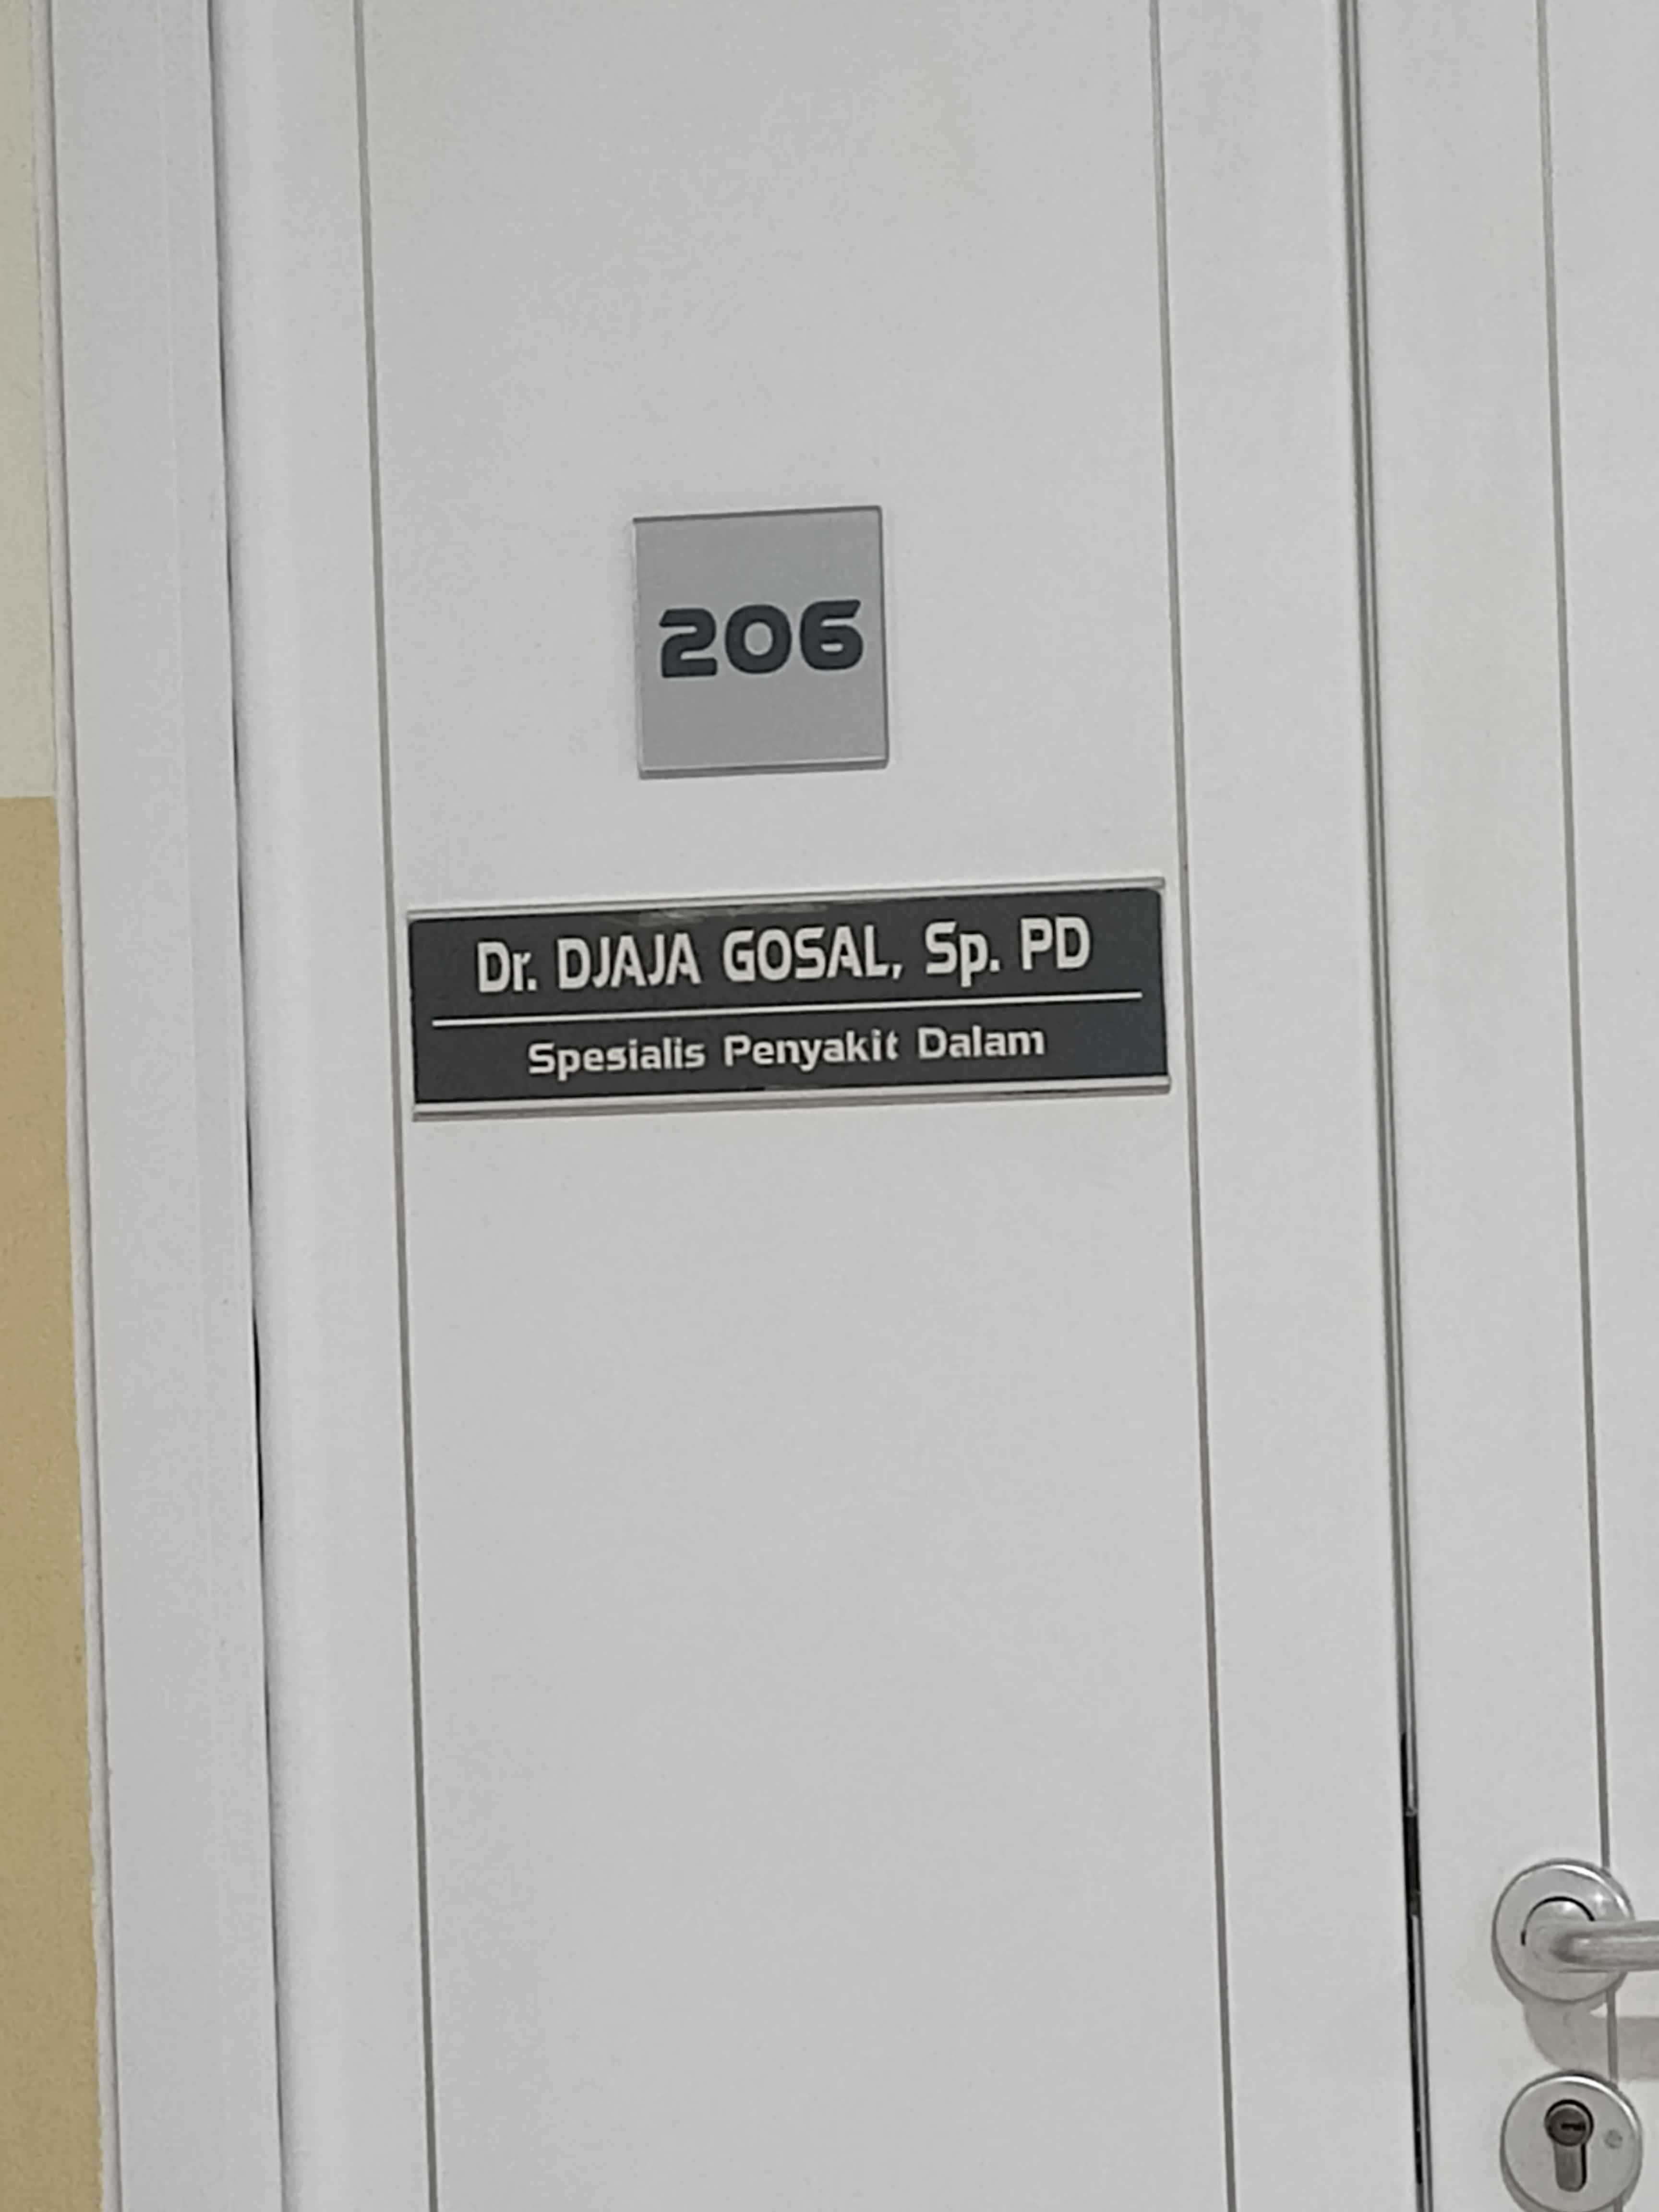 206
Dr. DJAJA GOSAL, Sp. PD
Spesialis Penyakit Dalam